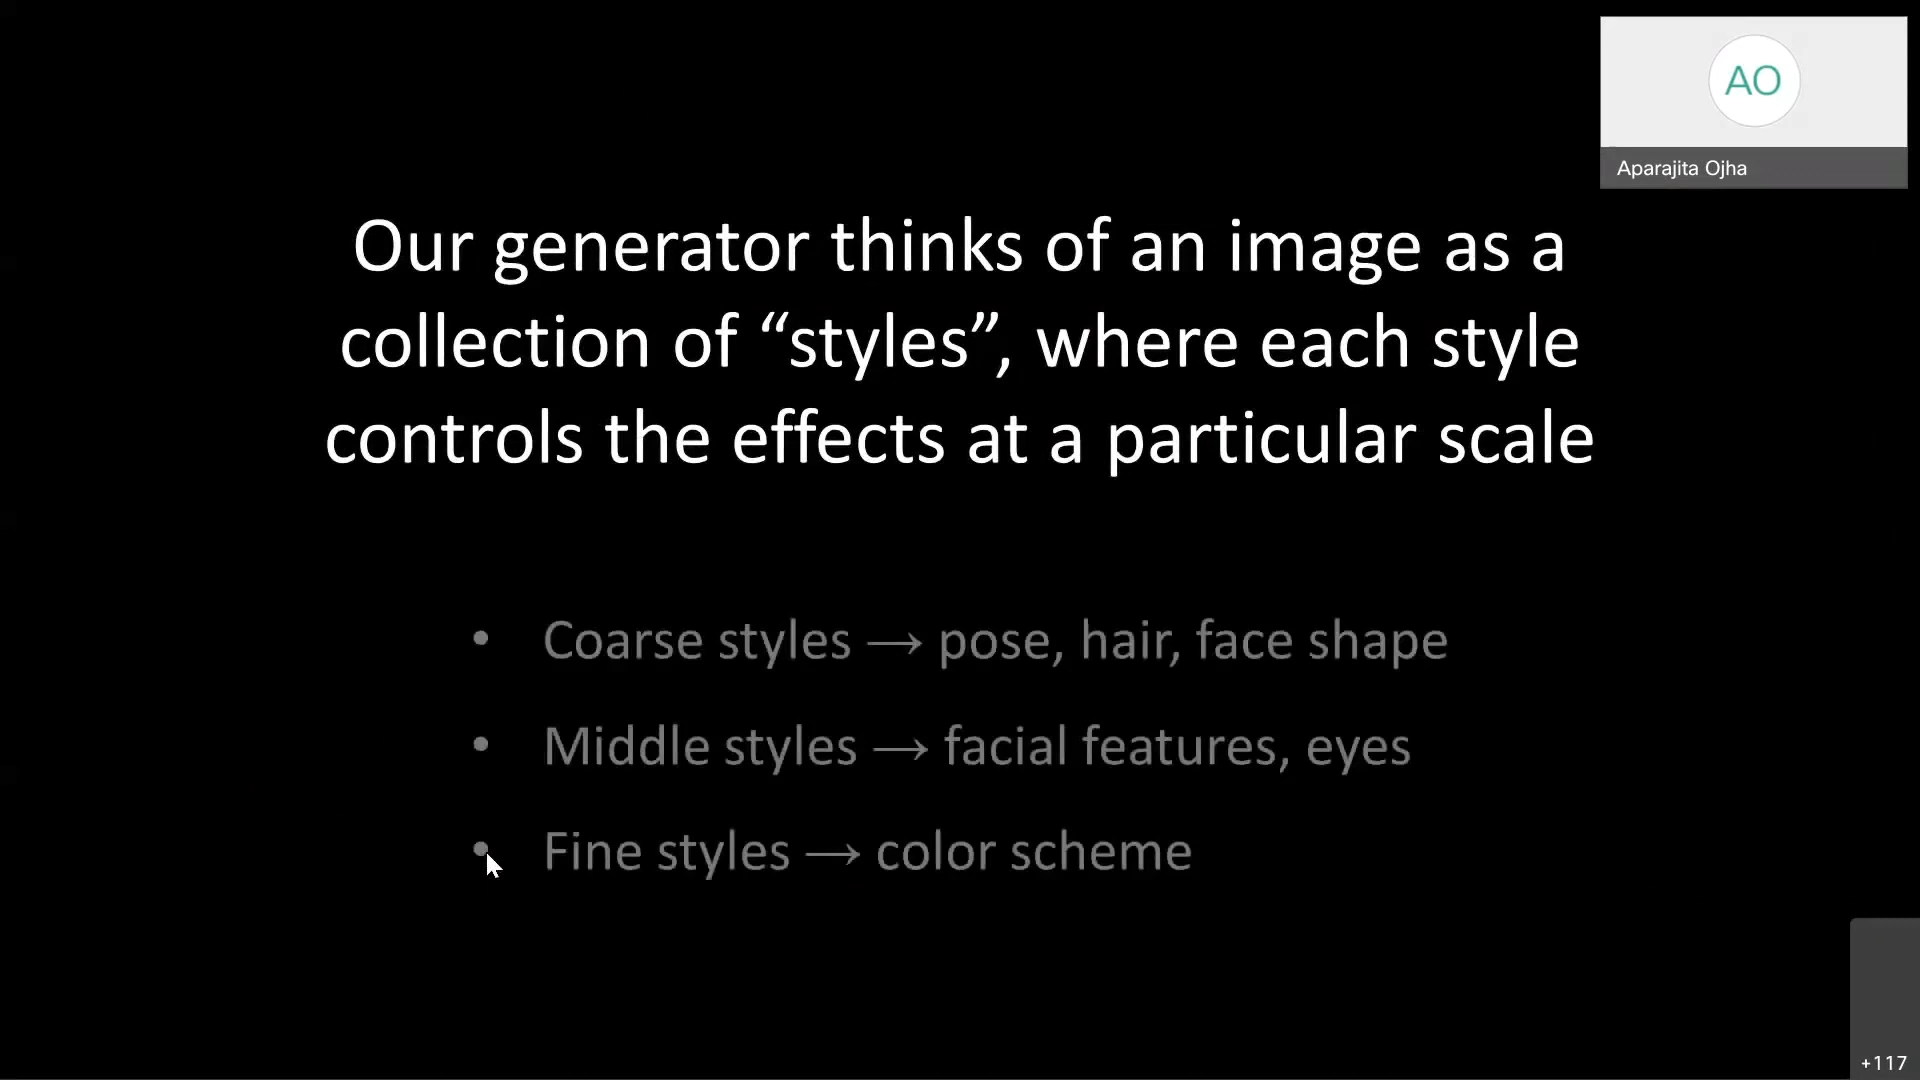 AO
Aparajita Ojha
Our generator thinks of an image as a
collection of “styles”, where each style
controls the effects at a particular scale
• Coarse styles → pose, hair, face shape
• Middle styles → facial features, eyes
• Fine styles → color scheme
+117